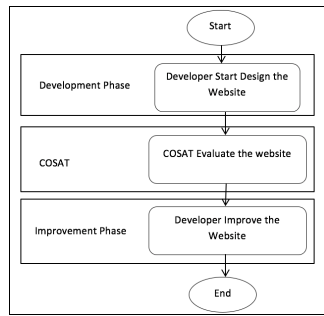 Start
Development Phase
Developer Start Design the
Website
COSAT
COSAT Evaluate the website
Improvement Phase
Developer Improve the
Website
End